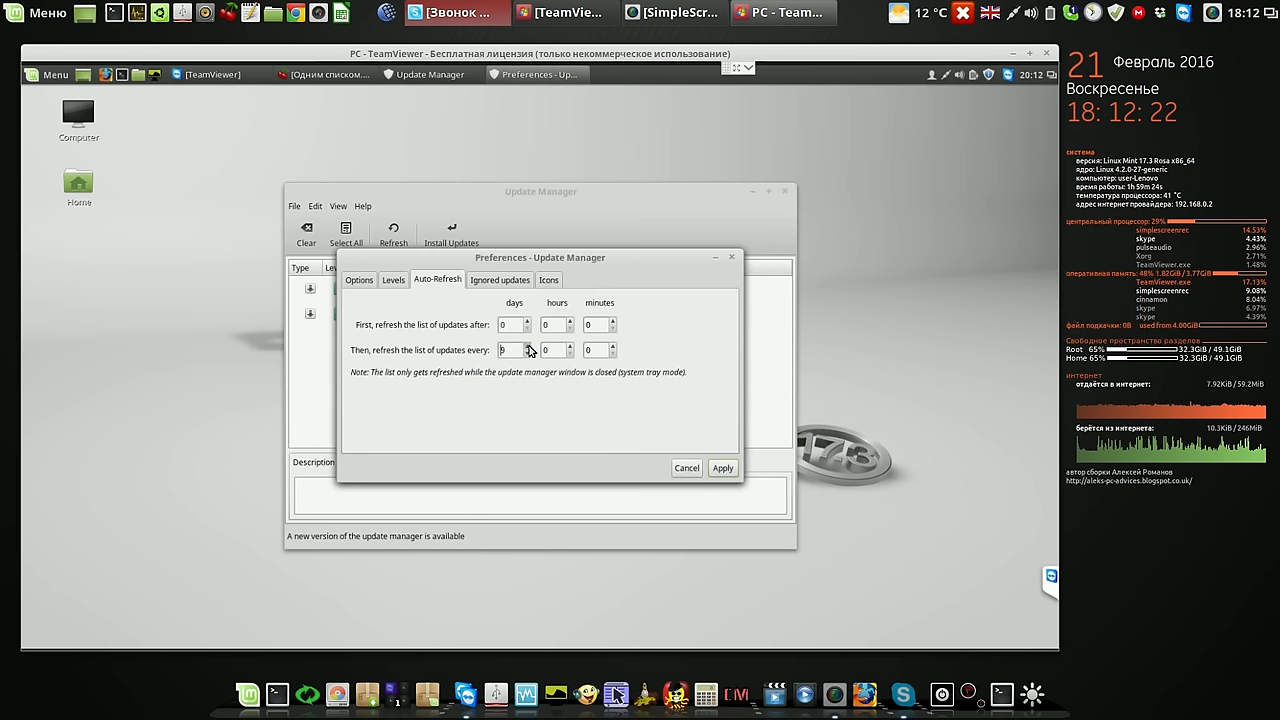 Меню
[Звонок ...
[TeamVie...
[SimpleScr...
PC - Team...
12 °C
18:12
PC - TeamViewer - Бесплатная лицензия (только некоммерческое использование)
Menu
[TeamViewer]
[Одним списком....
Update Manager
Preferences - Up...
20:12
Computer
Home
Update Manager
File Edit View Help
Clear
Select All
Refresh
Install Updates
Type
Preferences - Update Manager
Options
Levels
Auto-Refresh
Ignored updates
Icons
days hours minutes
First, refresh the list of updates after: 0 0 0
Then, refresh the list of updates every: 0 0
Note: The list only gets refreshed while the update manager window is closed (system tray mode).
Cancel
Apply
Description
A new version of the update manager is available
17.3
21 Февраль 2016
Воскресенье
18: 12: 22
система
версия: Linux Mint 17.3 Rosa x86_64
ядро: Linux 4.2.0-27-generic
компьютер: user-Lenovo
время работы: 1h 59m 24s
температура процессора: 41 °C
адрес интернет провайдера: 192.168.0.2
центральный процессор: 29%
simplescreenrec 14.53%
skype 4.43%
pulseaudio 2.96%
Xorg 2.71%
TeamViewer.exe 1.48%
оперативная память: 48% 1.82GiB / 3.77GiB
TeamViewer.exe 17.13%
simplescreenrec 9.08%
cinnamon 8.04%
skype 6.97%
skype 4.39%
файл подкачки: 0B used from 4.00GiB
Свободное пространство разделов
Root 65% 32.3GiB / 49.1GiB
Home 65% 32.3GiB / 49.1GiB
интернет
отдаётся в интернет: 7.92KiB / 59.2MiB
берётся из интернета: 10.3KiB / 246MiB
автор сборки Алексей Романов
http://aleks-pc-advices.blogspot.co.uk/